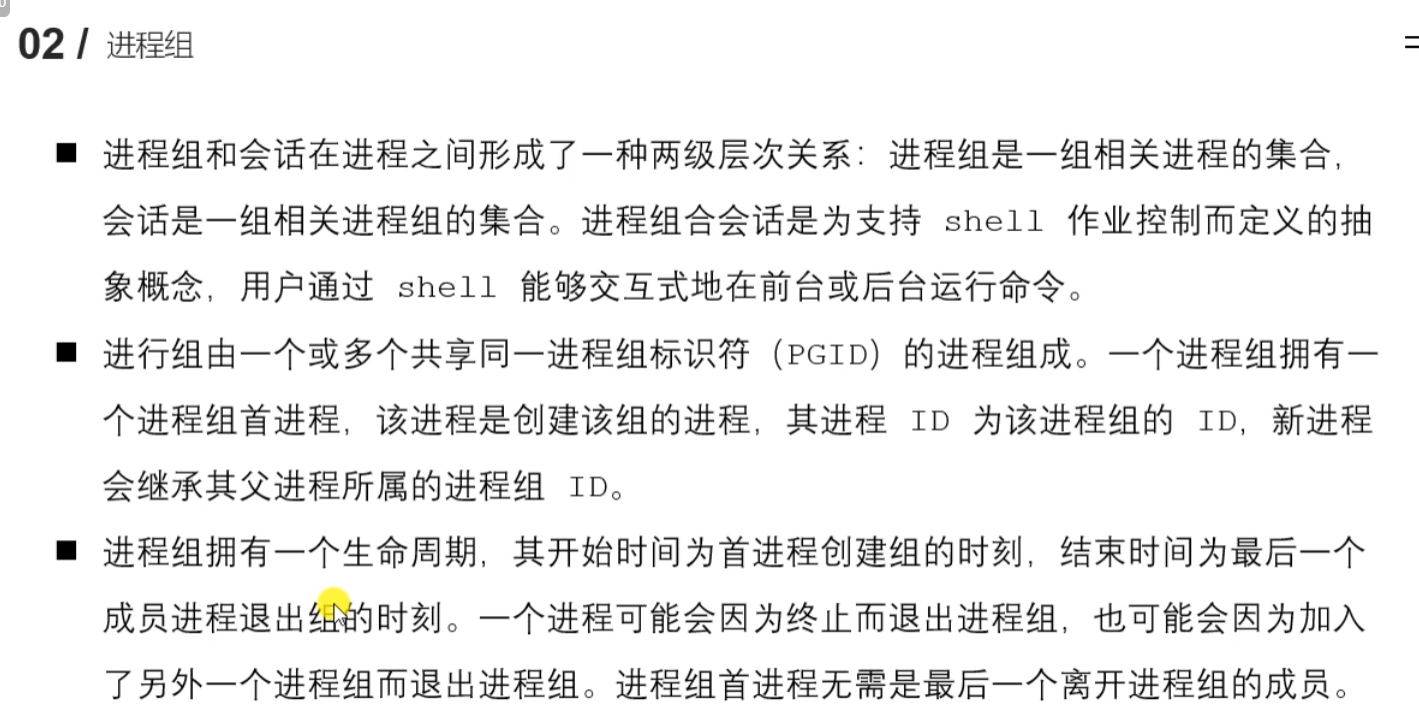 02 / 进程组
■ 进程组和会话在进程之间形成了一种两级层次关系：进程组是一组相关进程的集合，
会话是一组相关进程组的集合。进程组合会话是为支持 shell 作业控制而定义的抽
象概念，用户通过 shell 能够交互式地在前台或后台运行命令。
■ 进行组由一个或多个共享同一进程组标识符（PGID）的进程组成。一个进程组拥有一
个进程组首进程，该进程是创建该组的进程，其进程 ID 为该进程组的 ID，新进程
会继承其父进程所属的进程组 ID。
■ 进程组拥有一个生命周期，其开始时间为首进程创建组的时刻，结束时间为最后一个
成员进程退出组的时刻。一个进程可能会因为终止而退出进程组，也可能会因为加入
了另外一个进程组而退出进程组。进程组首进程无需是最后一个离开进程组的成员。